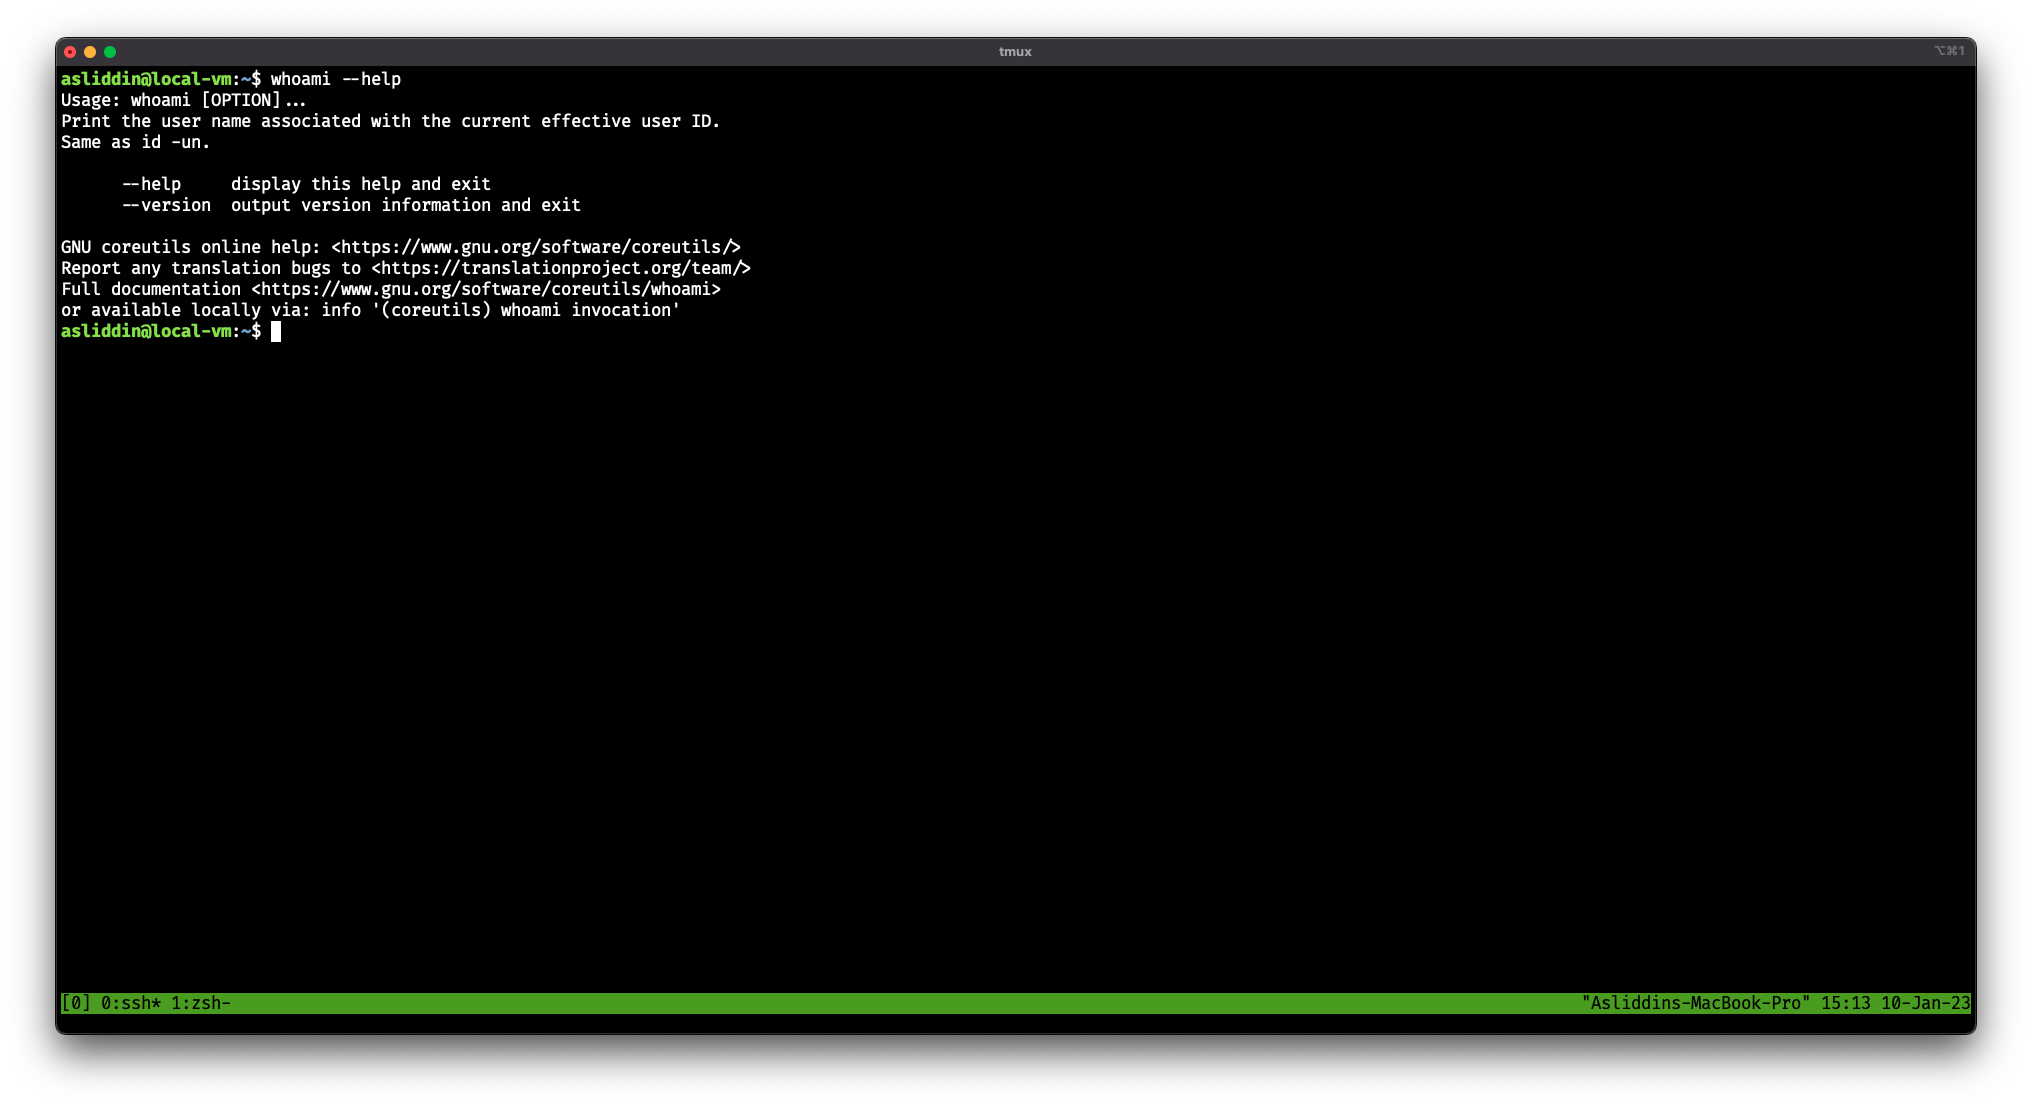 tmux
⌥⌘1
asliddin@local-vm:~$ whoami --help
Usage: whoami [OPTION]...
Print the user name associated with the current effective user ID.
Same as id -un.
      --help     display this help and exit
      --version  output version information and exit
GNU coreutils online help: <https://www.gnu.org/software/coreutils/>
Report any translation bugs to <https://translationproject.org/team/>
Full documentation <https://www.gnu.org/software/coreutils/whoami>
or available locally via: info '(coreutils) whoami invocation'
asliddin@local-vm:~$
[0] 0:ssh* 1:zsh- "Asliddins-MacBook-Pro" 15:13 10-Jan-23